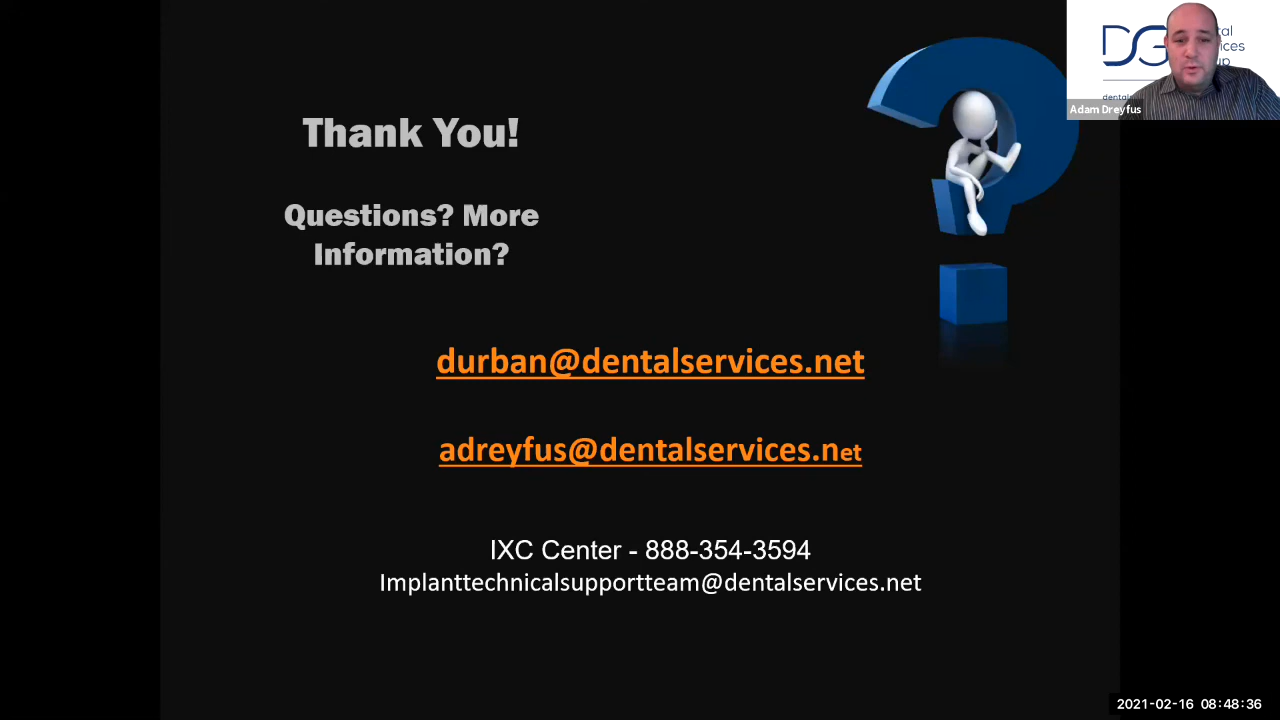 Thank You!
Questions? More
Information?
durban@dentalservices.net
adreyfus@dentalservices.net
IXC Center - 888-354-3594
Implanttechnicalsupportteam@dentalservices.net
DG
Adam Dreyfus
2021-02-16 08:48:36